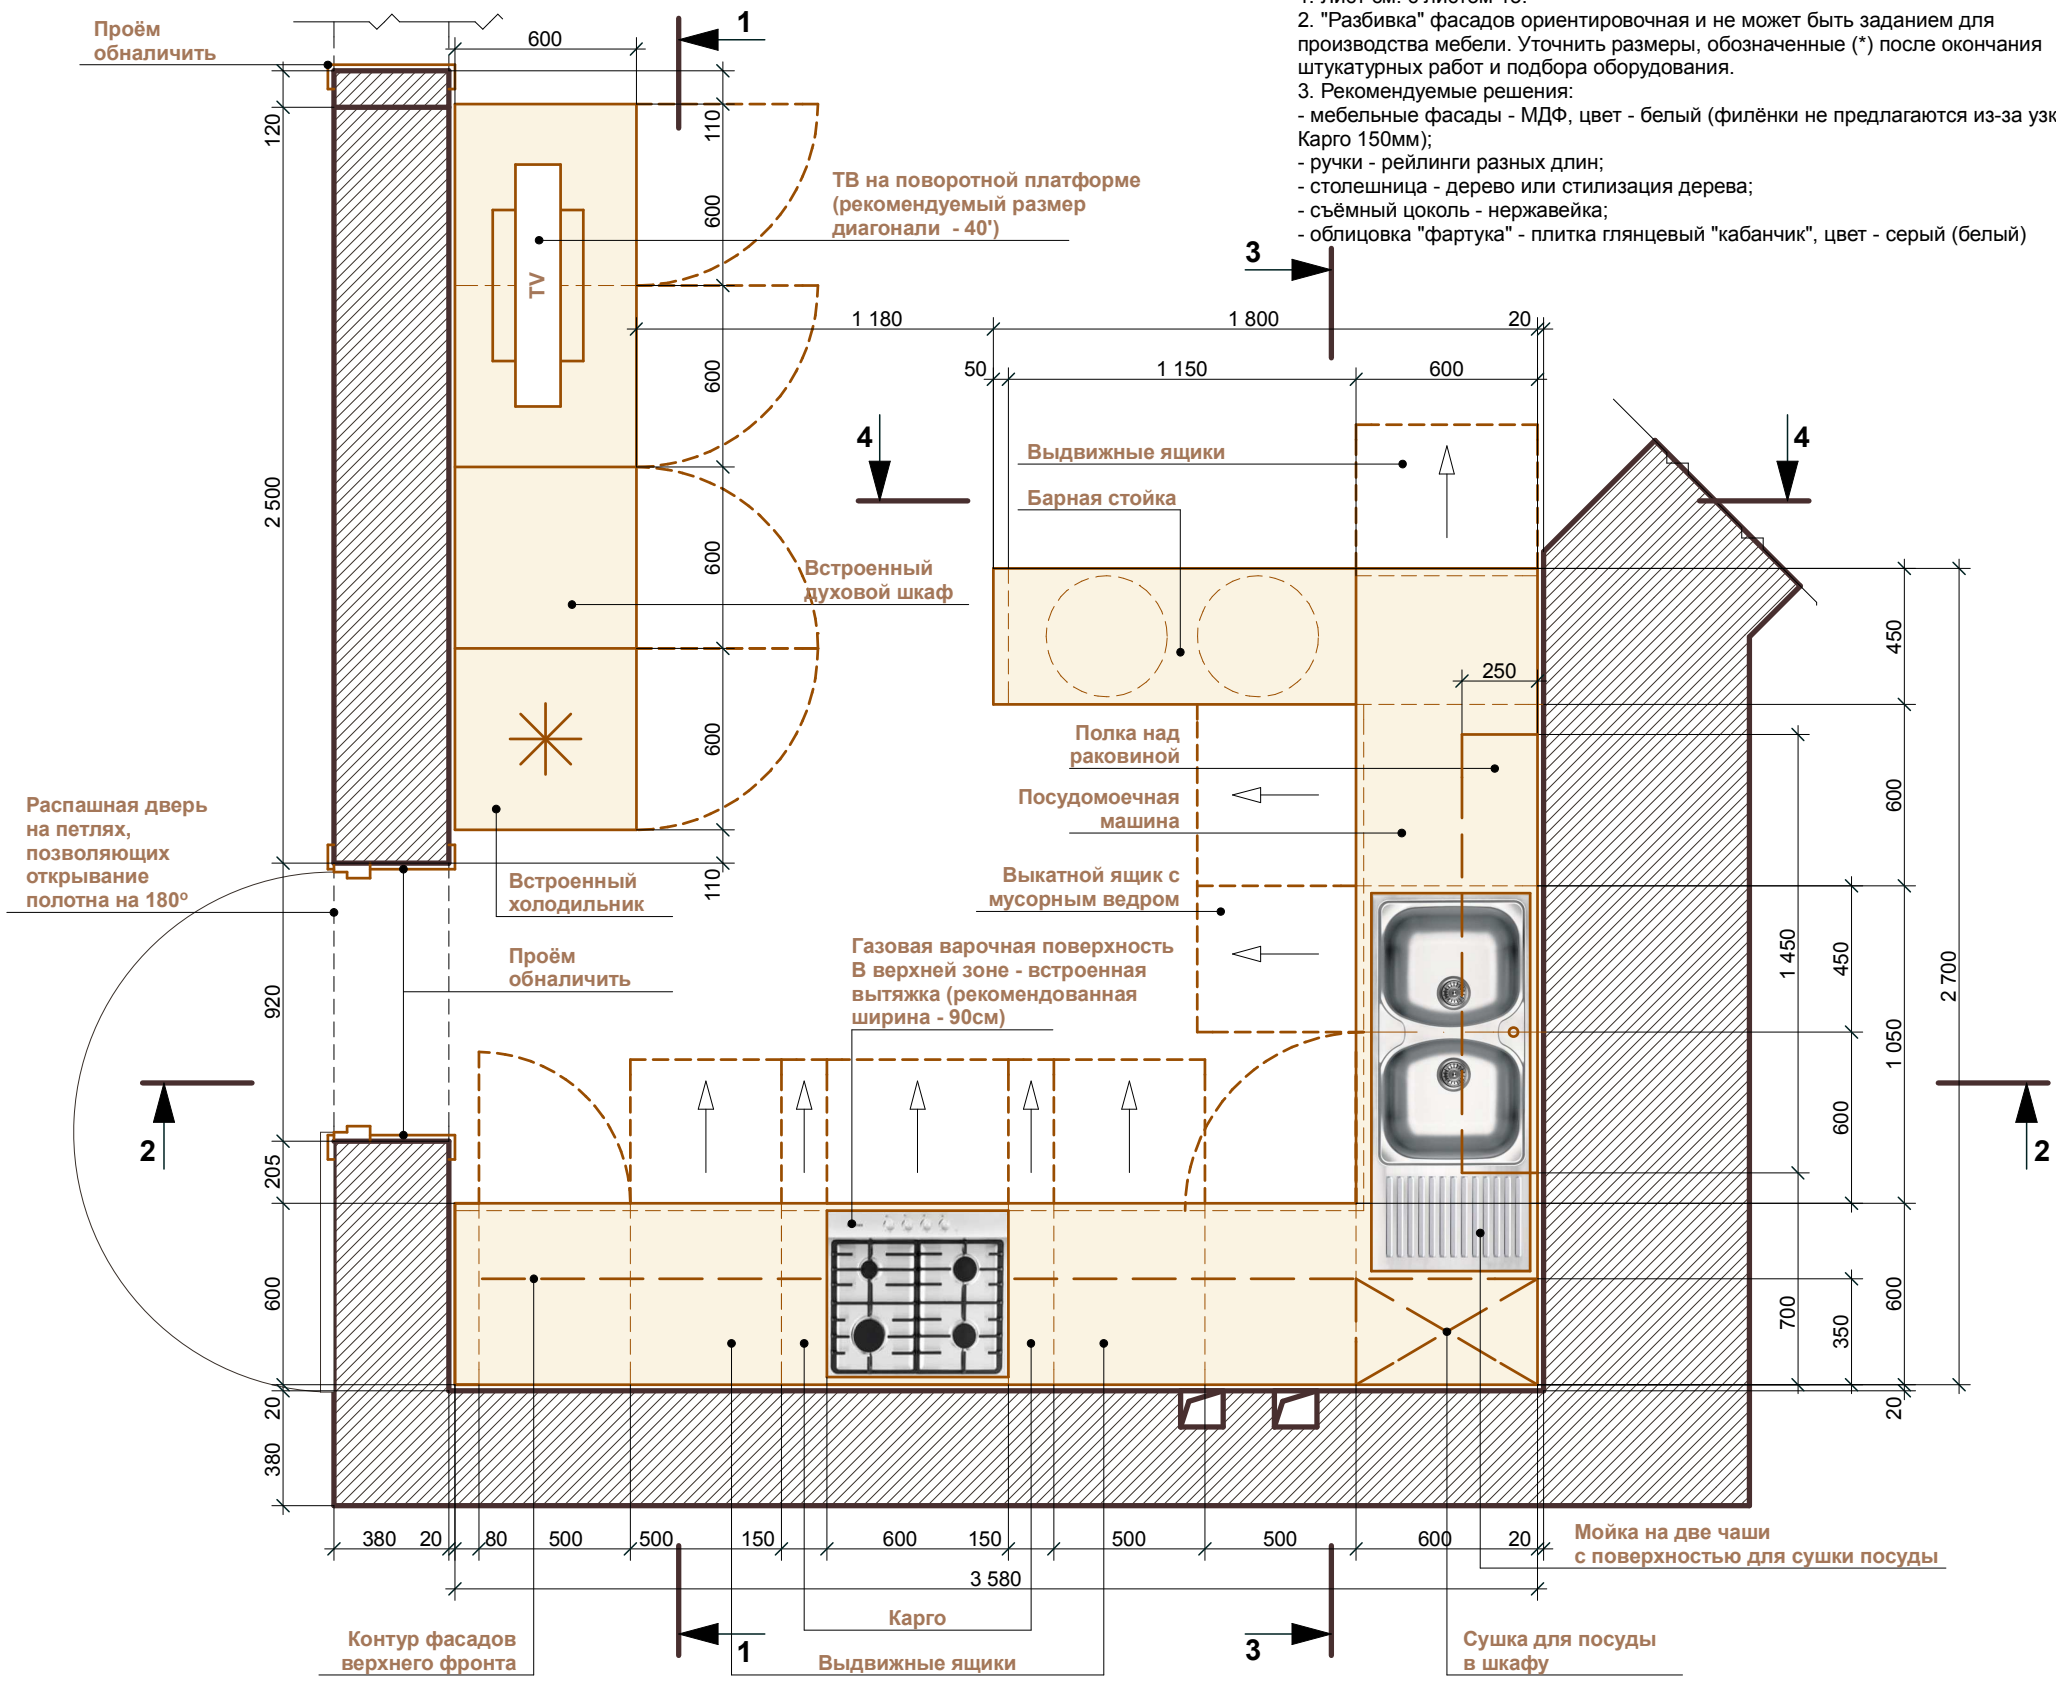 2. "Разбивка" фасадов ориентировочная и не может быть заданием для
производства мебели. Уточнить размеры, обозначенные (*) после окончания
штукатурных работ и подбора оборудования.
3. Рекомендуемые решения:
- мебельные фасады - МДФ, цвет - белый (филёнки не предлагаются из-за узк
Карго 150мм);
- ручки - рейлинги разных длин;
- столешница - дерево или стилизация дерева;
- съёмный цоколь - нержавейка;
- облицовка "фартука" - плитка глянцевый "кабанчик", цвет - серый (белый)
Проём
обналичить
600
1
120
110
ТВ на поворотной платформе
(рекомендуемый размер
диагонали - 40')
600
TV
3
1 180
1 800
20
600
50
1 150
600
4
4
Выдвижные ящики
Барная стойка
2 500
600
Встроенный
духовой шкаф
450
250
600
Полка над
раковиной
Посудомоечная
машина
600
Распашная дверь
на петлях,
позволяющих
открывание
полотна на 180º
Встроенный
холодильник
110
Выкатной ящик с
мусорным ведром
Проём
обналичить
Газовая варочная поверхность
В верхней зоне - встроенная
вытяжка (рекомендованная
ширина - 90см)
920
1 450
450
2 700
1 050
600
2
2
205
600
700
350
600
20
20
380
380
20
80
500
500
150
600
150
500
500
600
20
3 580
Мойка на две чаши
с поверхностью для сушки посуды
Карго
Контур фасадов
верхнего фронта
1
Выдвижные ящики
3
Сушка для посуды
в шкафу